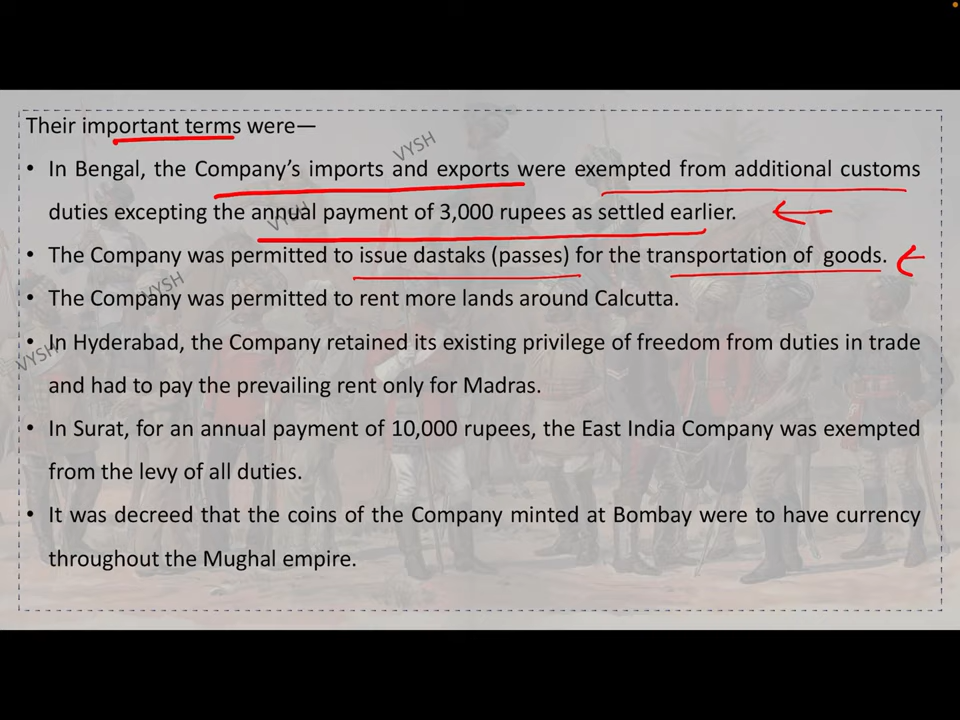 Their important terms were—
• In Bengal, the Company's imports and exports were exempted from additional customs
duties excepting the annual payment of 3,000 rupees as settled earlier.
• The Company was permitted to issue dastaks (passes) for the transportation of goods.
• The Company was permitted to rent more lands around Calcutta.
• In Hyderabad, the Company retained its existing privilege of freedom from duties in trade
and had to pay the prevailing rent only for Madras.
• In Surat, for an annual payment of 10,000 rupees, the East India Company was exempted
from the levy of all duties.
• It was decreed that the coins of the Company minted at Bombay were to have currency
throughout the Mughal empire.
VYSH
VYSH
VYSH
VYSH